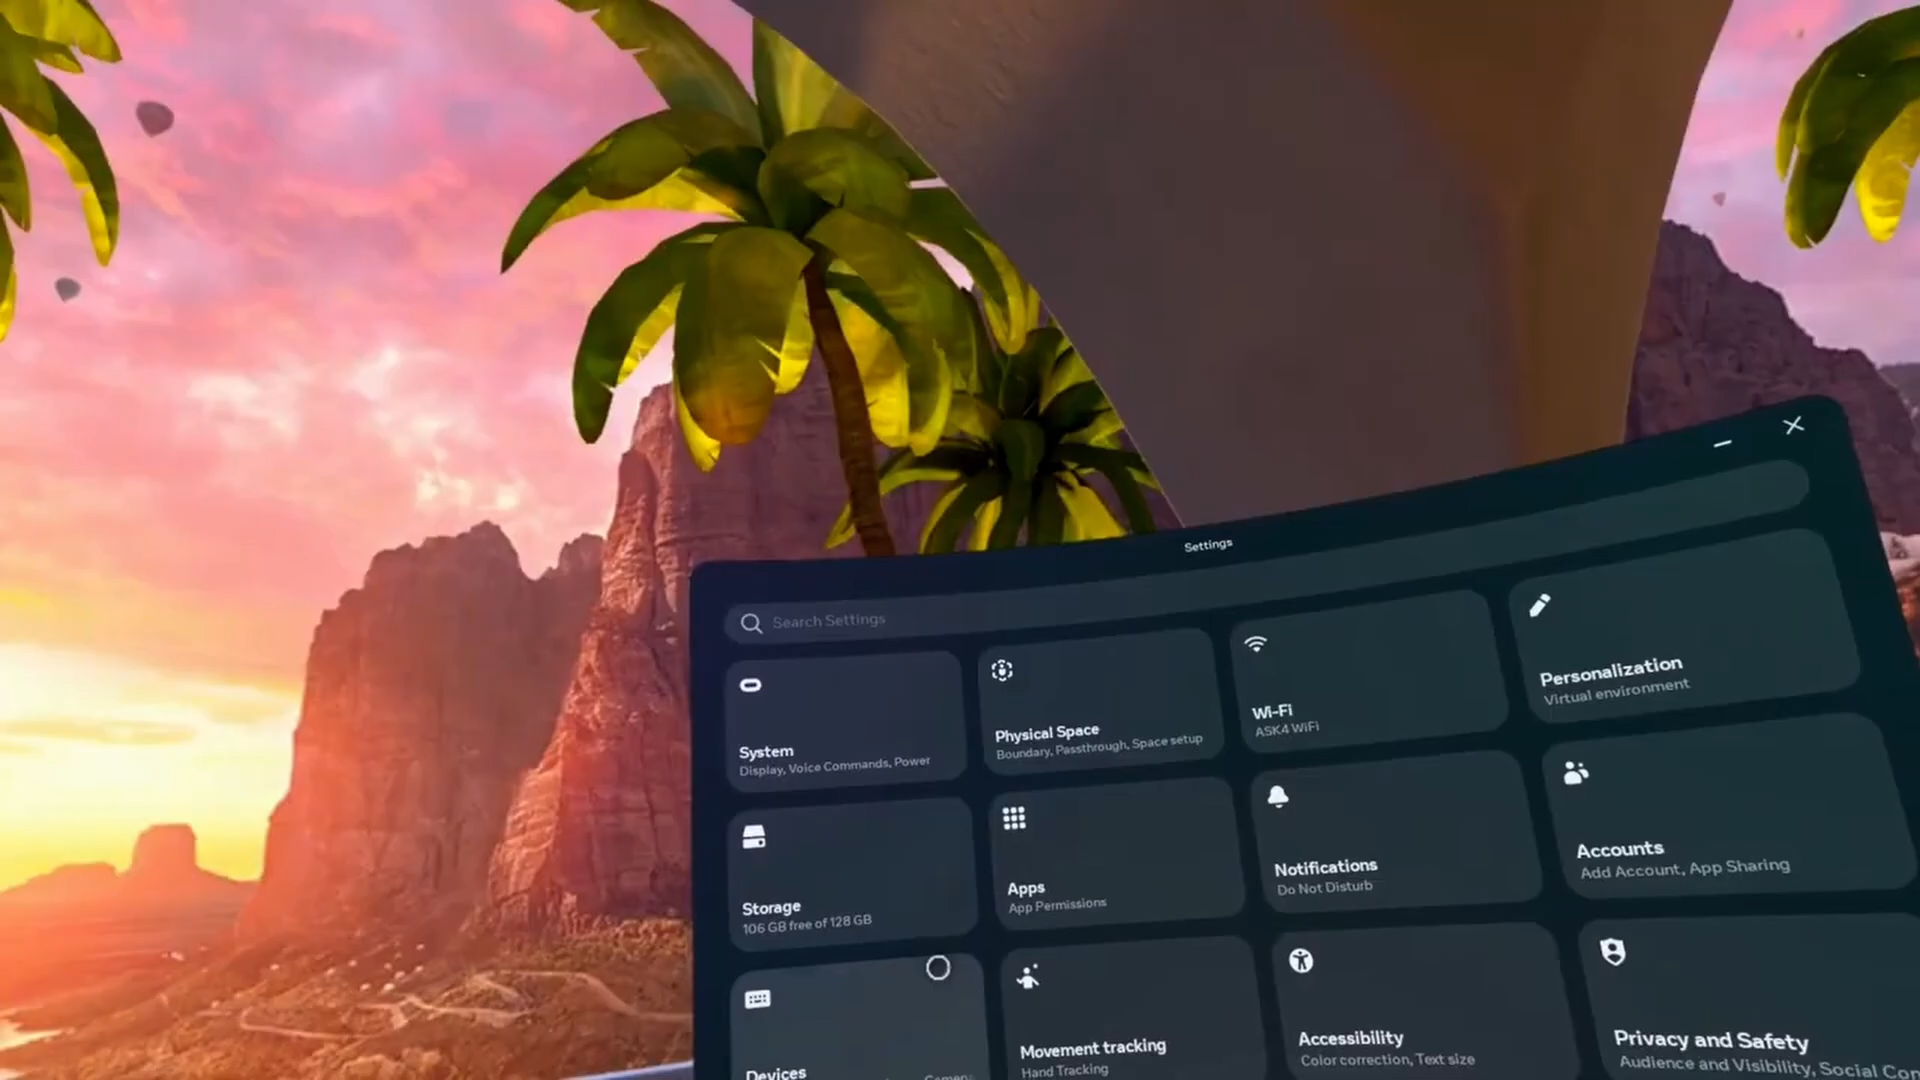 Settings
Search Settings
System
Display, Voice Commands, Power
Physical Space
Boundary, Passthrough, Space setup
Wi-Fi
ASK4 WiFi
Personalization
Virtual environment
Storage
106 GB free of 128 GB
Apps
App Permissions
Notifications
Do Not Disturb
Accounts
Add Account, App Sharing
Devices
Movement tracking
Hand Tracking
Accessibility
Color correction, Text size
Privacy and Safety
Audience and Visibility, Social Con